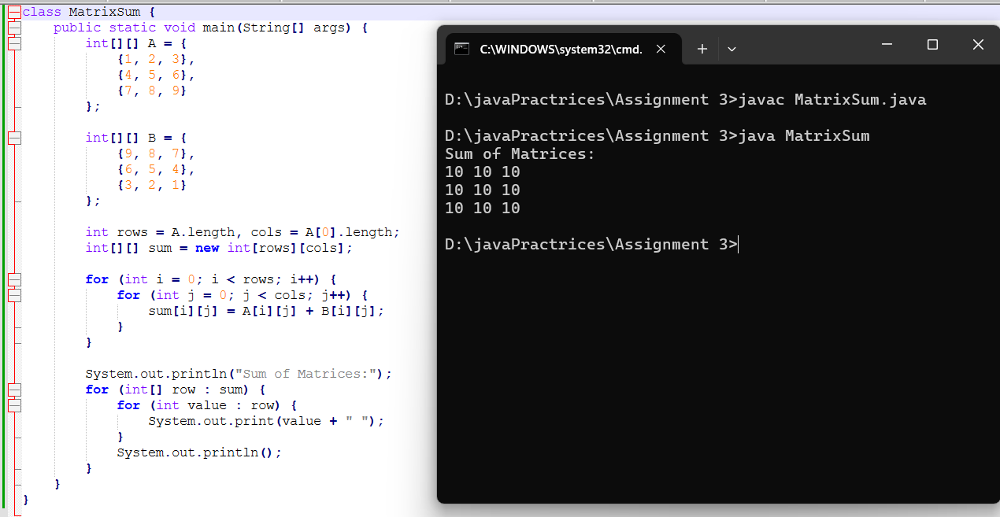 class MatrixSum {
    public static void main(String[] args) {
        int[][] A = {
            {1, 2, 3},
            {4, 5, 6},
            {7, 8, 9}
        };

        int[][] B = {
            {9, 8, 7},
            {6, 5, 4},
            {3, 2, 1}
        };

        int rows = A.length, cols = A[0].length;
        int[][] sum = new int[rows][cols];

        for (int i = 0; i < rows; i++) {
            for (int j = 0; j < cols; j++) {
                sum[i][j] = A[i][j] + B[i][j];
            }
        }

        System.out.println("Sum of Matrices:");
        for (int[] row : sum) {
            for (int value : row) {
                System.out.print(value + " ");
            }
            System.out.println();
        }
    }
}
C:\WINDOWS\system32\cmd.
D:\javaPractrices\Assignment 3>javac MatrixSum.java
D:\javaPractrices\Assignment 3>java MatrixSum
Sum of Matrices:
10 10 10
10 10 10
10 10 10
D:\javaPractrices\Assignment 3>